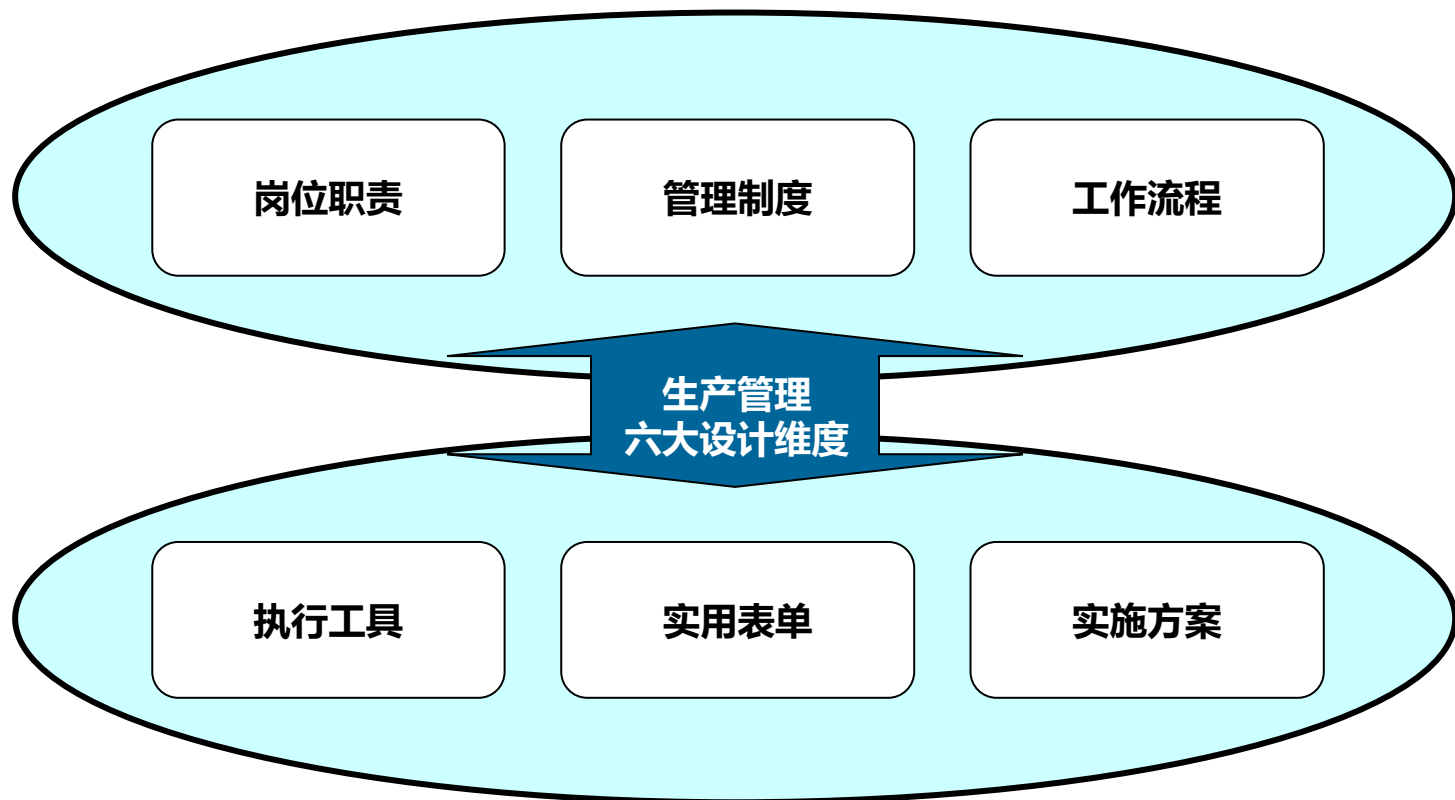 岗位职责
管理制度
工作流程
生产管理
六大设计维度
执行工具
实用表单
实施方案